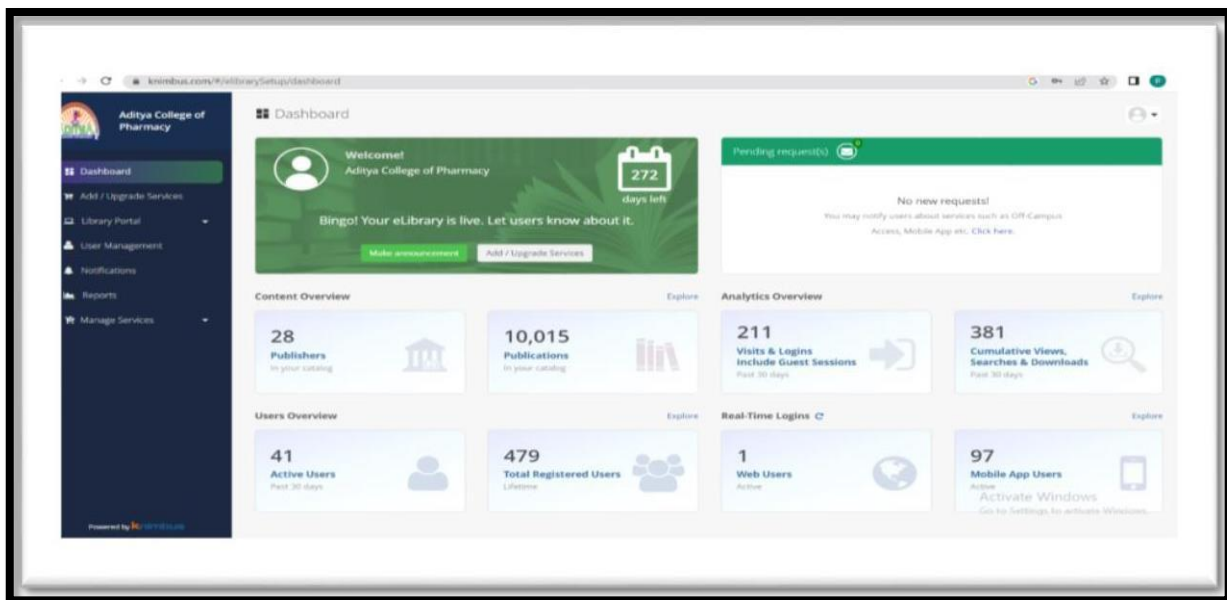 knimbus.com/#/elibrarySetup/dashboard
Aditya College of
Pharmacy
Dashboard
Add / Upgrade Services
Library Portal
User Management
Notifications
Reports
Manage Services
Powered by knimbus
Dashboard
Welcome!
Aditya College of Pharmacy
272
days left
Bingo! Your eLibrary is live. Let users know about it.
Make announcement
Add / Upgrade Services
Pending request(s)
0
No new requests!
You may notify users about services such as Off-Campus
Access, Mobile App etc. Click here.
Content Overview
Explore
28
Publishers
In your catalog
10,015
Publications
In your catalog
Analytics Overview
Explore
211
Visits & Logins
Include Guest Sessions
Past 30 days
381
Cumulative Views,
Searches & Downloads
Past 30 days
Users Overview
Explore
41
Active Users
Past 30 days
479
Total Registered Users
Lifetime
Real-Time Logins
Explore
1
Web Users
Active
97
Mobile App Users
Active
Activate Windows
Go to Settings to activate Windows.